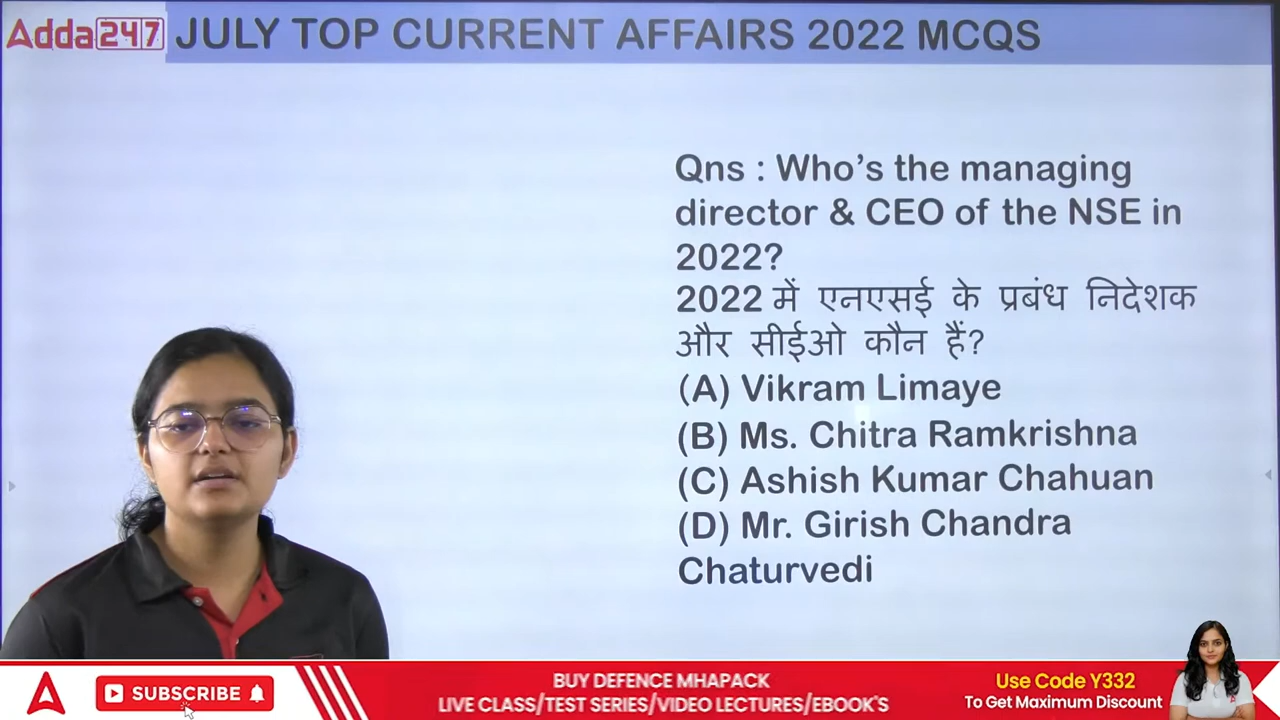 Adda247 JULY TOP CURRENT AFFAIRS 2022 MCQS
Qns : Who's the managing
director & CEO of the NSE in
2022?
2022 में एनएसई के प्रबंध निदेशक
और सीईओ कौन हैं?
(A) Vikram Limaye
(B) Ms. Chitra Ramkrishna
(C) Ashish Kumar Chahuan
(D) Mr. Girish Chandra
Chaturvedi
SUBSCRIBE
BUY DEFENCE MHAPACK
LIVE CLASS/TEST SERIES/VIDEO LECTURES/EBOOK'S
Use Code Y332
To Get Maximum Discount